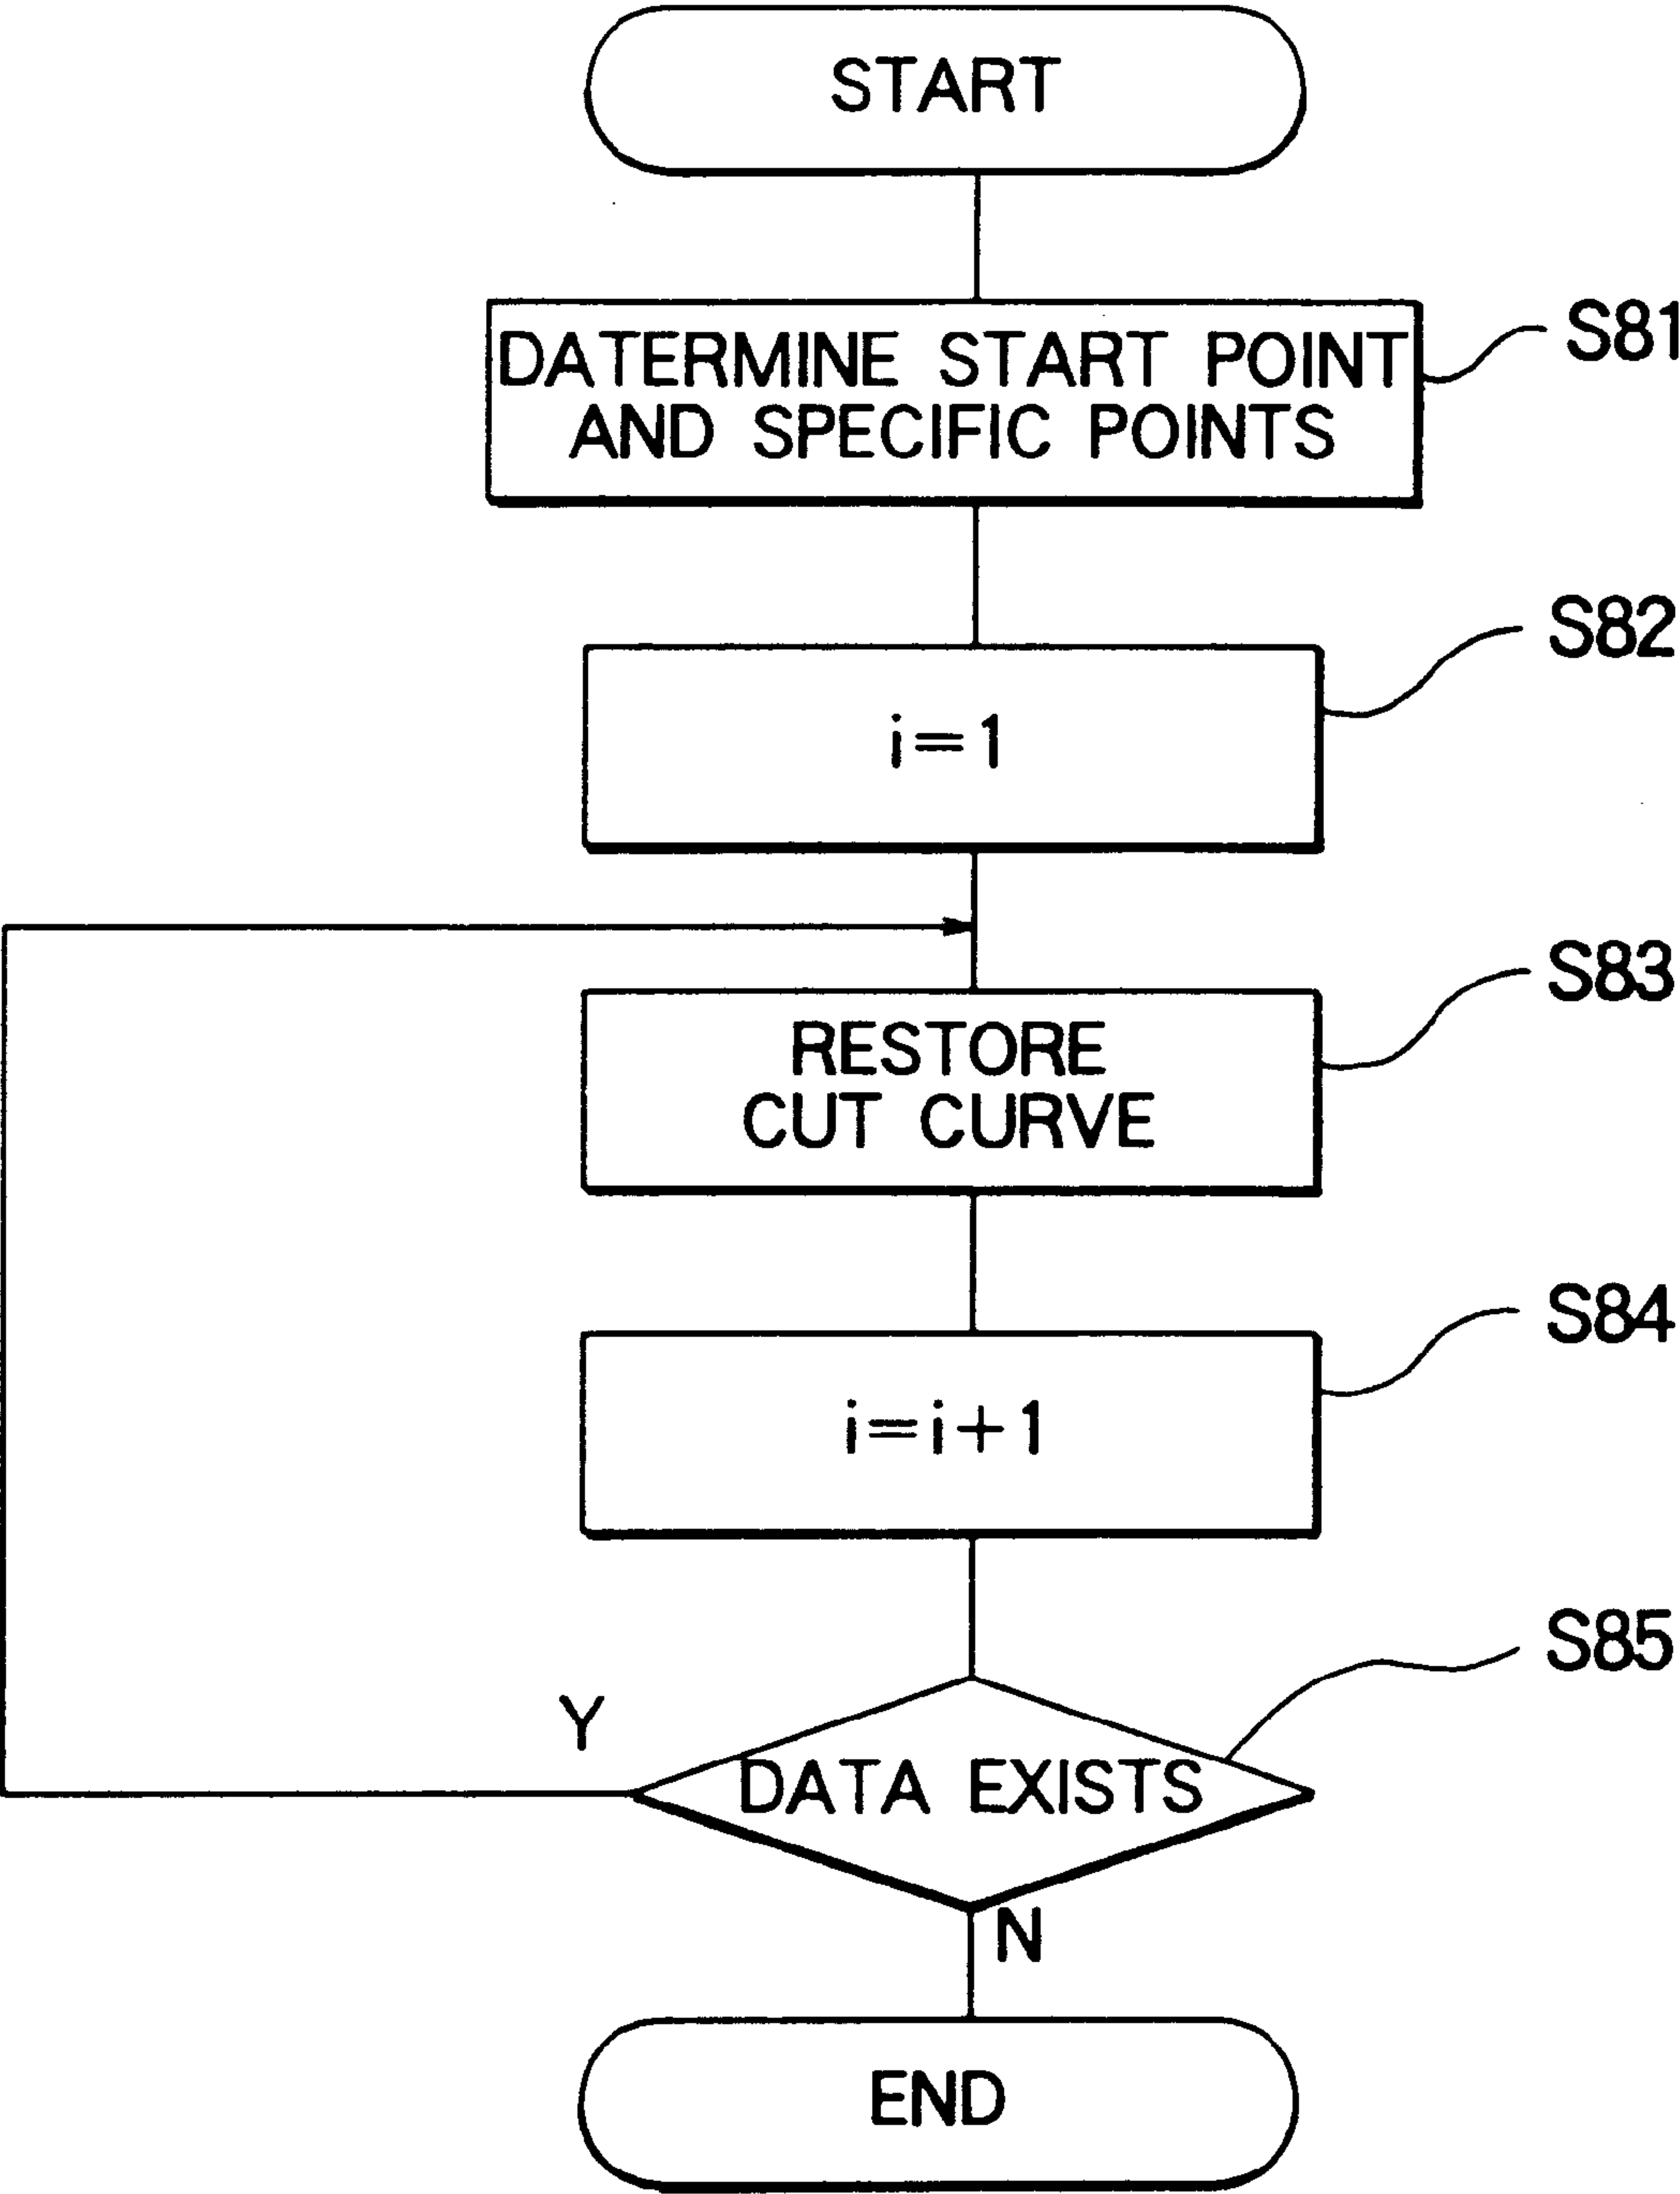 START
DATERMINE START POINT
AND SPECIFIC POINTS
S81
i=1
S82
RESTORE
CUT CURVE
S83
i=i+1
S84
DATA EXISTS
S85
Y
N
END